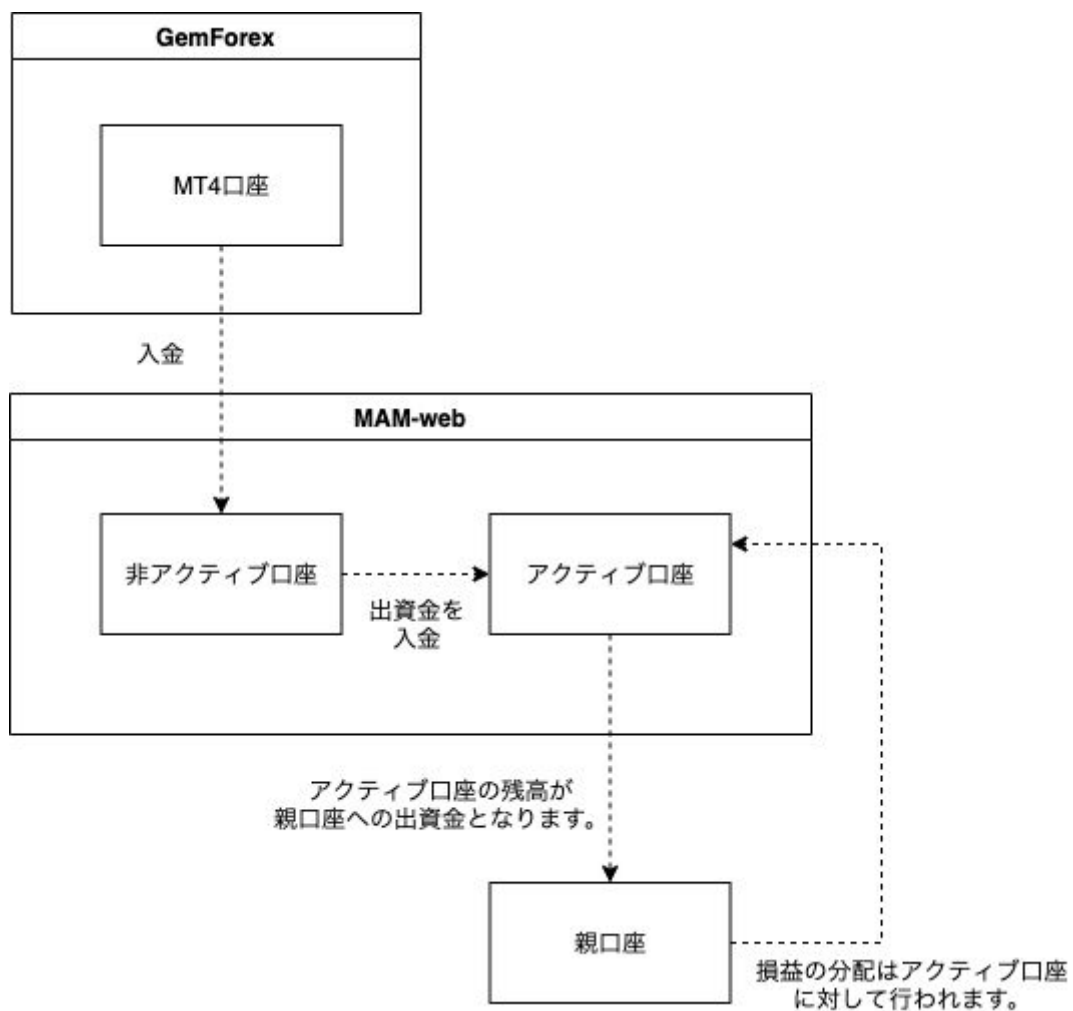 GemForex
MT4口座
入金
MAM-web
非アクティブ口座
出資金を
入金
アクティブ口座
アクティブ口座の残高が
親口座への出資金となります。
親口座
損益の分配はアクティブ口座
に対して行われます。